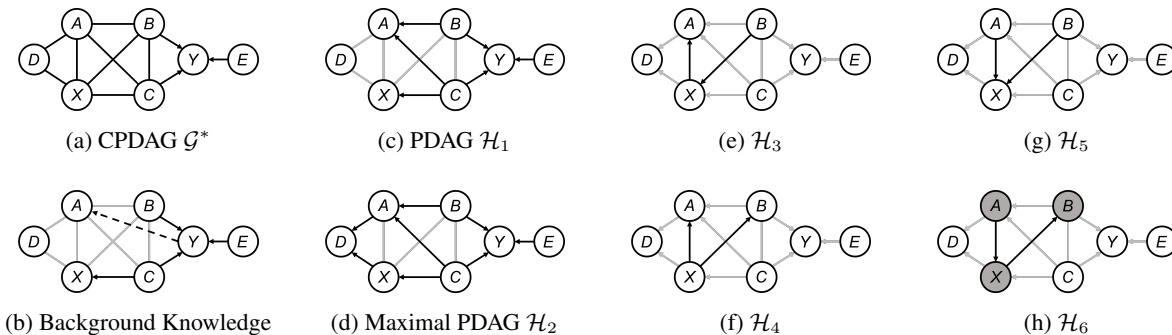 A B D Y E X C
A B D Y E X C
A B D Y E X C
A B D Y E X C
(a) CPDAG 𝒢*
(c) PDAG ℋ₁
(e) ℋ₃
(g) ℋ₅
A B D Y E X C
A B D Y E X C
A B D Y E X C
A B D Y E X C
(b) Background Knowledge
(d) Maximal PDAG ℋ₂
(f) ℋ₄
(h) ℋ₆